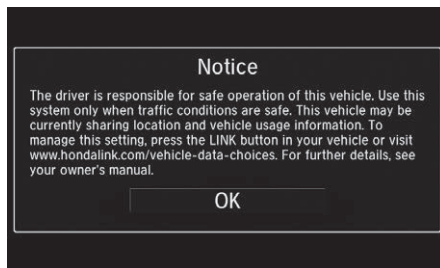 Notice
The driver is responsible for safe operation of this vehicle. Use this
system only when traffic conditions are safe. This vehicle may be
currently sharing location and vehicle usage information. To
manage this setting, press the LINK button in your vehicle or visit
www.hondalink.com/vehicle-data-choices. For further details, see
your owner's manual.
OK